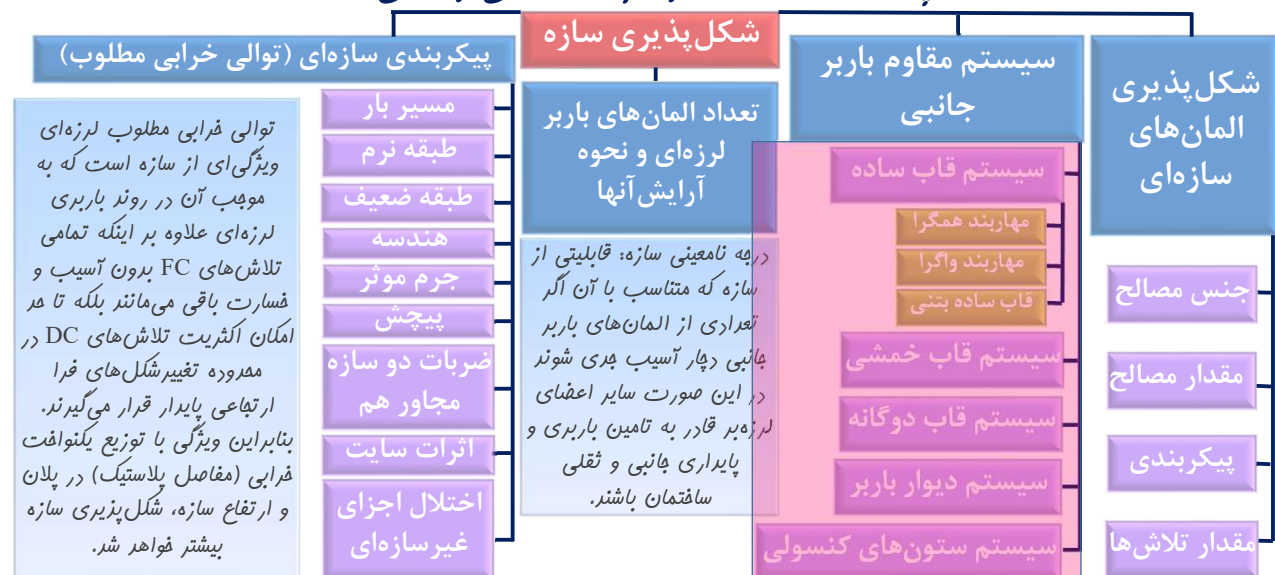 شکل‌پذیری سازه
شکل‌پذیری
المان‌های
سازه‌ای
جنس مصالح
مقدار مصالح
پیکربندی
مقدار تلاش‌ها
سیستم مقاوم باربر
جانبی
سیستم قاب ساده
مهاربند همگرا
مهاربند واگرا
قاب ساده بتنی
سیستم قاب خمشی
سیستم قاب دوگانه
سیستم دیوار باربر
سیستم ستون‌های کنسولی
تعداد المان‌های باربر
لرزه‌ای و نحوه
آرایش آنها
درجه نامعینی سازه: قابلیتی از
سازه که متناسب با آن اگر
تعدادی از المان‌های باربر
جانبی دچار آسیب جدی شوند
در این صورت سایر اعضای
لرزه‌بر قادر به تامین باربری و
پایداری جانبی و ثقلی
ساختمان باشند.
پیکربندی سازه‌ای (توالی خرابی مطلوب)
مسیر بار
طبقه نرم
طبقه ضعیف
هندسه
جرم موثر
پیچش
ضربات دو سازه
مجاور هم
اثرات سایت
اختلال اجزای
غیرسازه‌ای
توالی خرابی مطلوب لرزه‌ای
ویژگی‌ای از سازه است که به
موجب آن در روند باربری
لرزه‌ای علاوه بر اینکه تمامی
تلاش‌های FC بدون آسیب و
خسارت باقی می‌مانند بلکه تا حد
امکان اکثریت تلاش‌های DC در
محدوده تغییرشکل‌های فرا
ارتجاعی پایدار قرار می‌گیرند.
بنابراین ویژگی با توزیع یکنواخت
خرابی (مفاصل پلاستیک) در پلان
و ارتفاع سازه، شکل‌پذیری سازه
بیشتر خواهد شد.